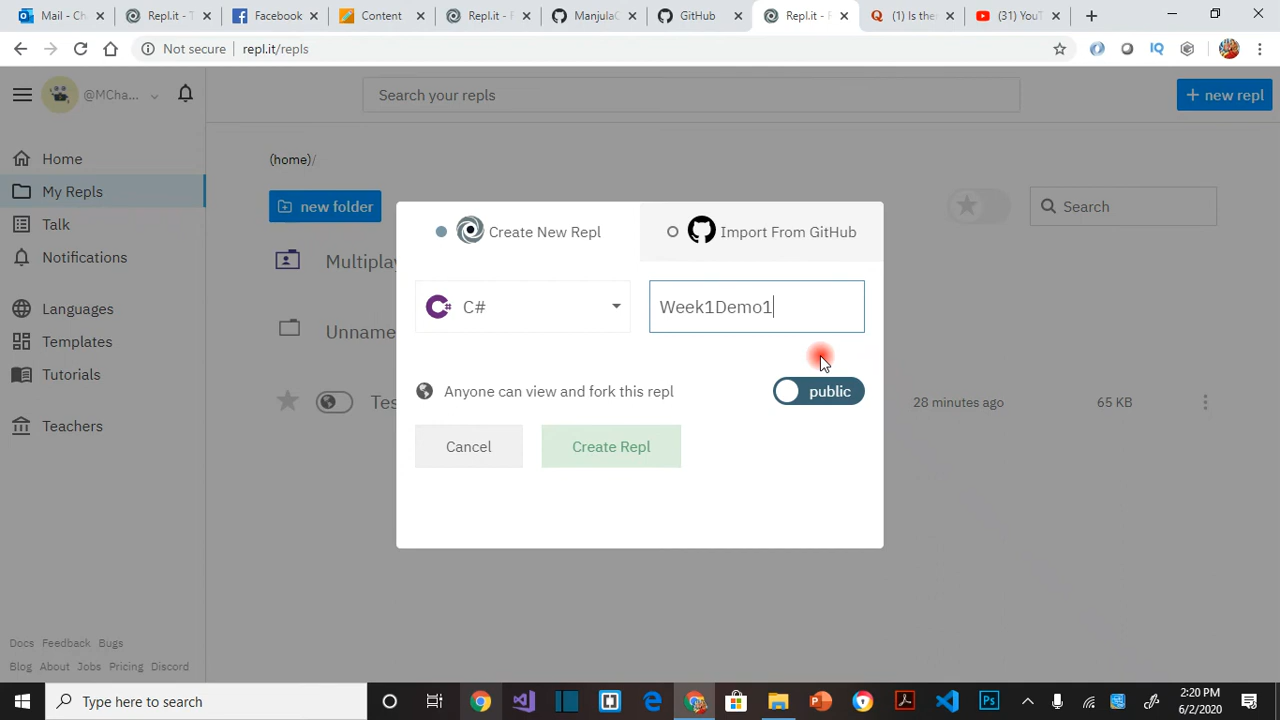 Mail - Cha
Repl.it - T
Facebook
Content
Repl.it - F
ManjulaC
GitHub
Repl.it - F
(1) Is the
(31) YouT
Not secure
repl.it/repls
@MCha...
Search your repls
+ new repl
Home
My Repls
Talk
Notifications
Languages
Templates
Tutorials
Teachers
(home)/
new folder
Search
Multiplay
Unname
Tes
28 minutes ago
65 KB
Create New Repl
Import From GitHub
C#
Week1Demo1
Anyone can view and fork this repl
public
Cancel
Create Repl
Docs Feedback Bugs
Blog About Jobs Pricing Discord
Type here to search
2:20 PM
6/2/2020